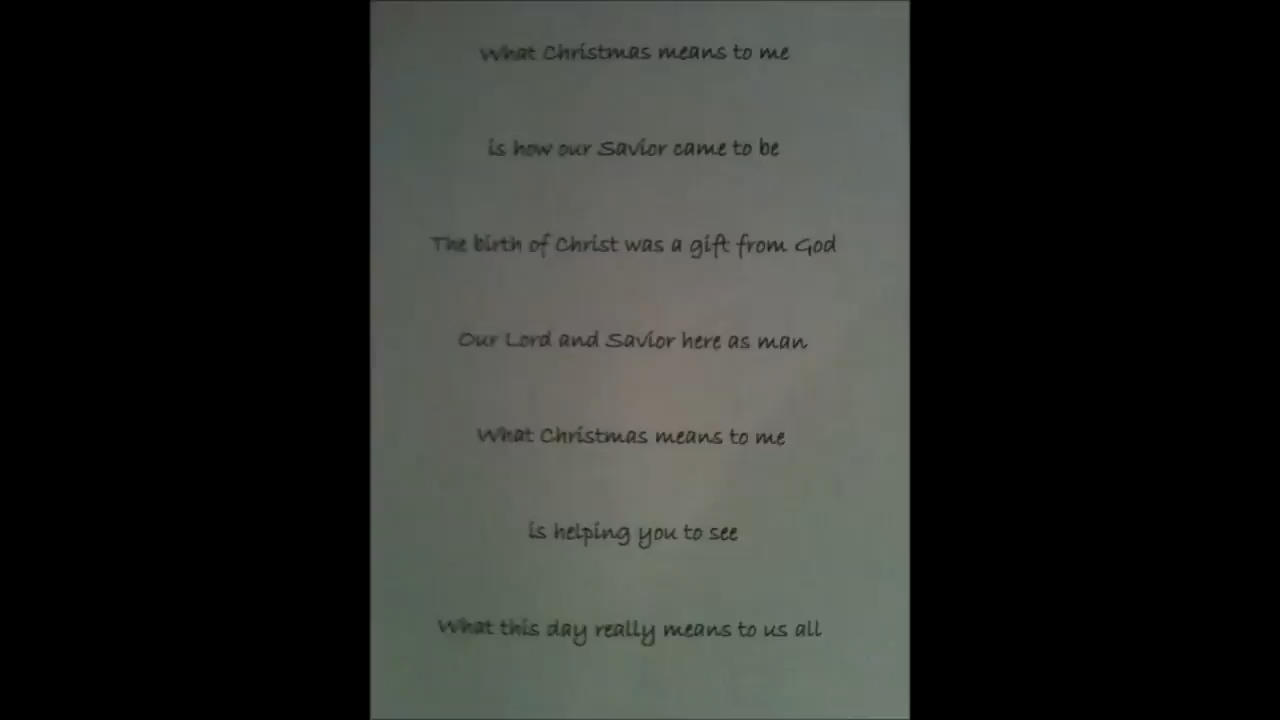 What Christmas means to me
is how our Savior came to be
The birth of Christ was a gift from God
Our Lord and Savior here as man
What Christmas means to me
is helping you to see
What this day really means to us all